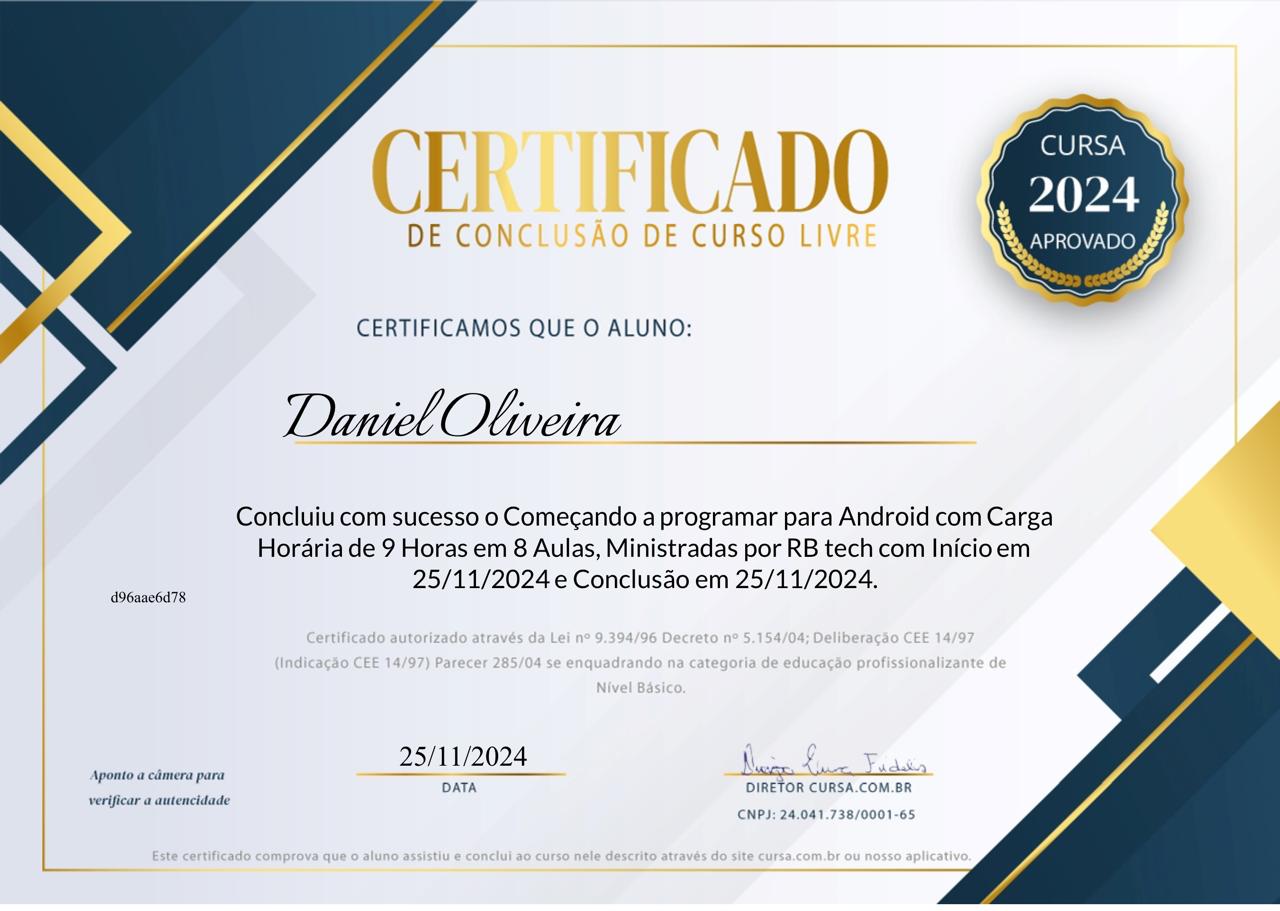 CERTIFICADO
DE CONCLUSÃO DE CURSO LIVRE
CURSA
2024
APROVADO
CERTIFICAMOS QUE O ALUNO:
Daniel Oliveira
Concluiu com sucesso o Começando a programar para Android com Carga
Horária de 9 Horas em 8 Aulas, Ministradas por RB tech com Início em
25/11/2024 e Conclusão em 25/11/2024.
d96aae6d78
Certificado autorizado através da Lei nº 9.394/96 Decreto nº 5.154/04; Deliberação CEE 14/97
(Indicação CEE 14/97) Parecer 285/04 se enquadrando na categoria de educação profissionalizante de
Nível Básico.
Aponto a câmera para
verificar a autencidade
25/11/2024
DATA
DIRETOR CURSA.COM.BR
CNPJ: 24.041.738/0001-65
Este certificado comprova que o aluno assistiu e conclui ao curso nele descrito através do site cursa.com.br ou nosso aplicativo.